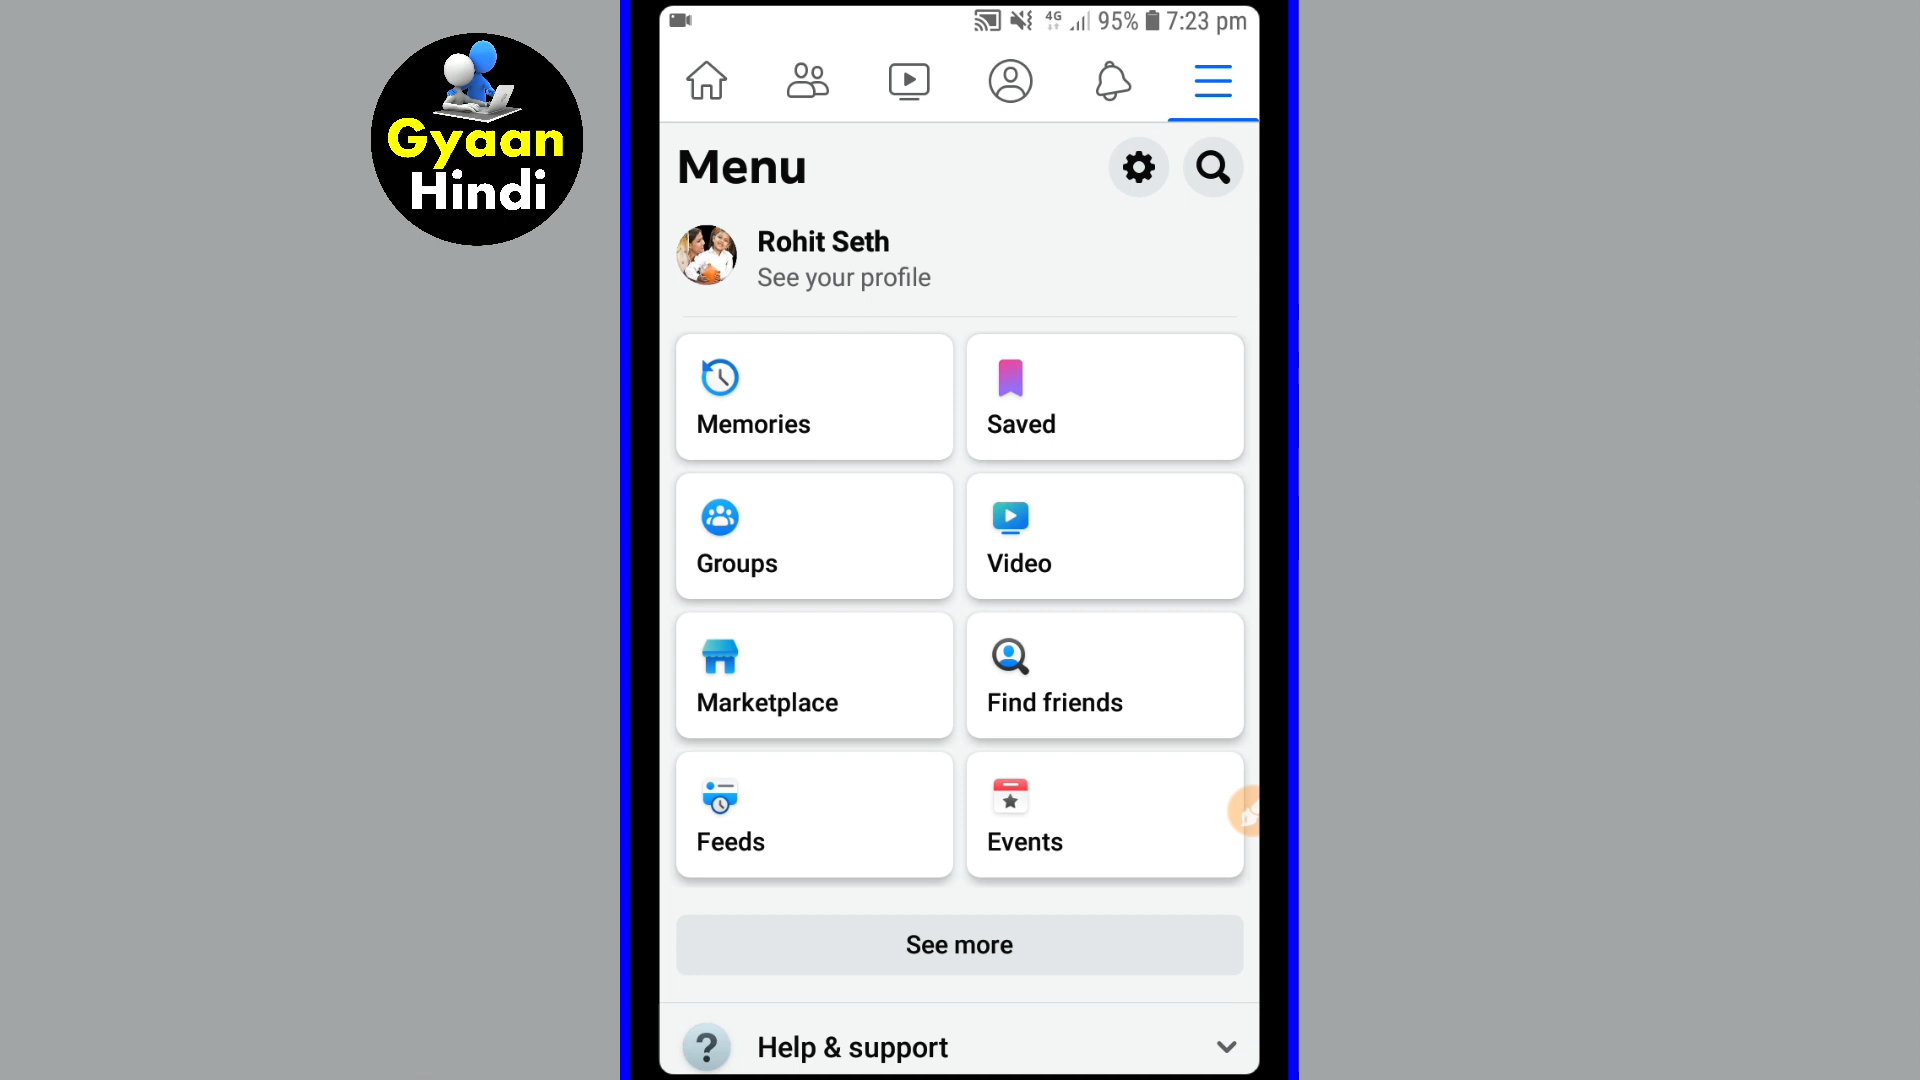 Gyaan
Hindi
4G 95% 7:23 pm
Menu
Rohit Seth
See your profile
Memories
Saved
Groups
Video
Marketplace
Find friends
Feeds
Events
See more
? Help & support